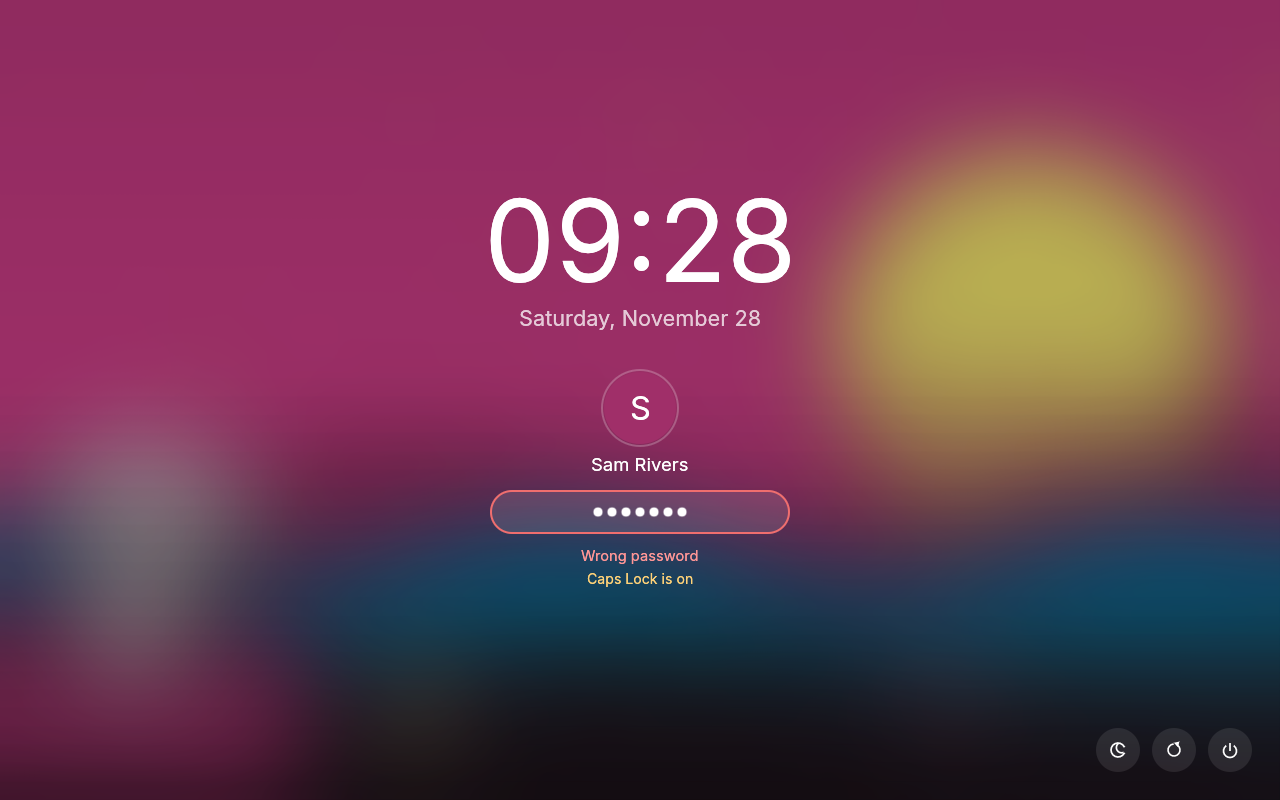 09:28
Saturday, November 28
S
Sam Rivers
Wrong password
Caps Lock is on